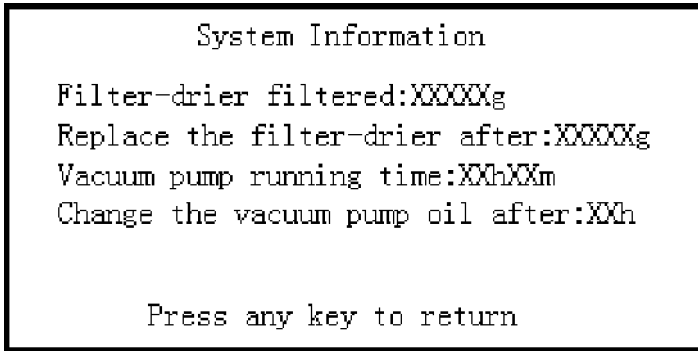 System Information
Filter-drier filtered:XXXXXg
Replace the filter-drier after:XXXXXg
Vacuum pump running time:XXhXXm
Change the vacuum pump oil after:XXh
Press any key to return